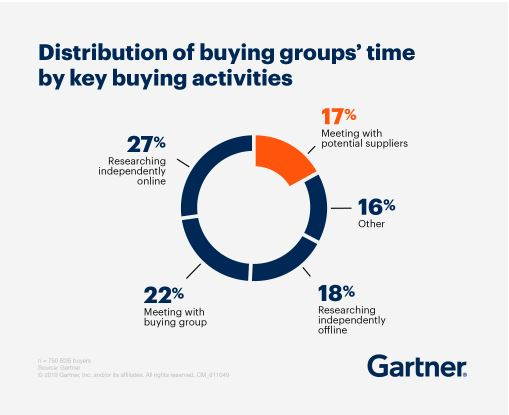 Distribution of buying groups' time
by key buying activities
17%
Meeting with
potential suppliers
27%
Researching
independently
online
16%
Other
22%
Meeting with
buying group
18%
Researching
independently
offline
n = 750 B2B buyers
Source: Gartner
Gartner, Inc. and/or its affiliates. All rights reserved.
Gartner